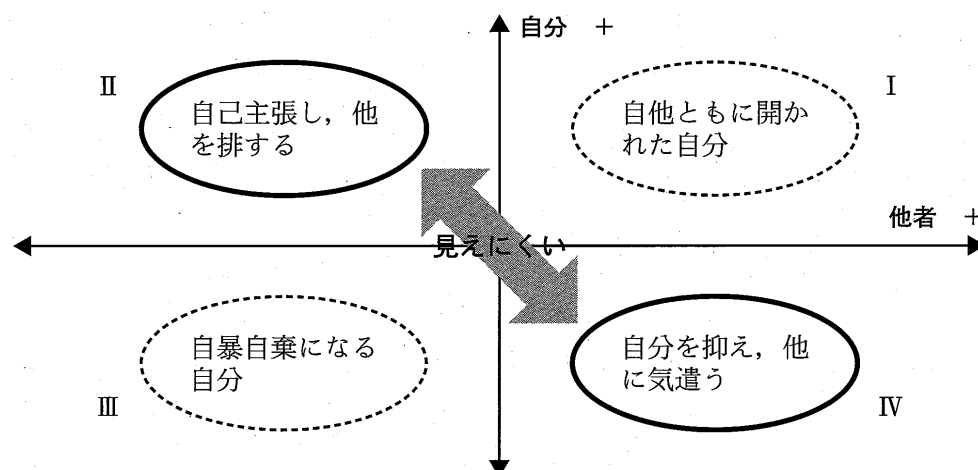 自分 +
Ⅱ
自己主張し，他
を排する
Ⅰ
自他ともに開か
れた自分
他者 +
見えにくい
Ⅲ
自暴自棄になる
自分
自分を抑え，他
に気遣う
Ⅳ